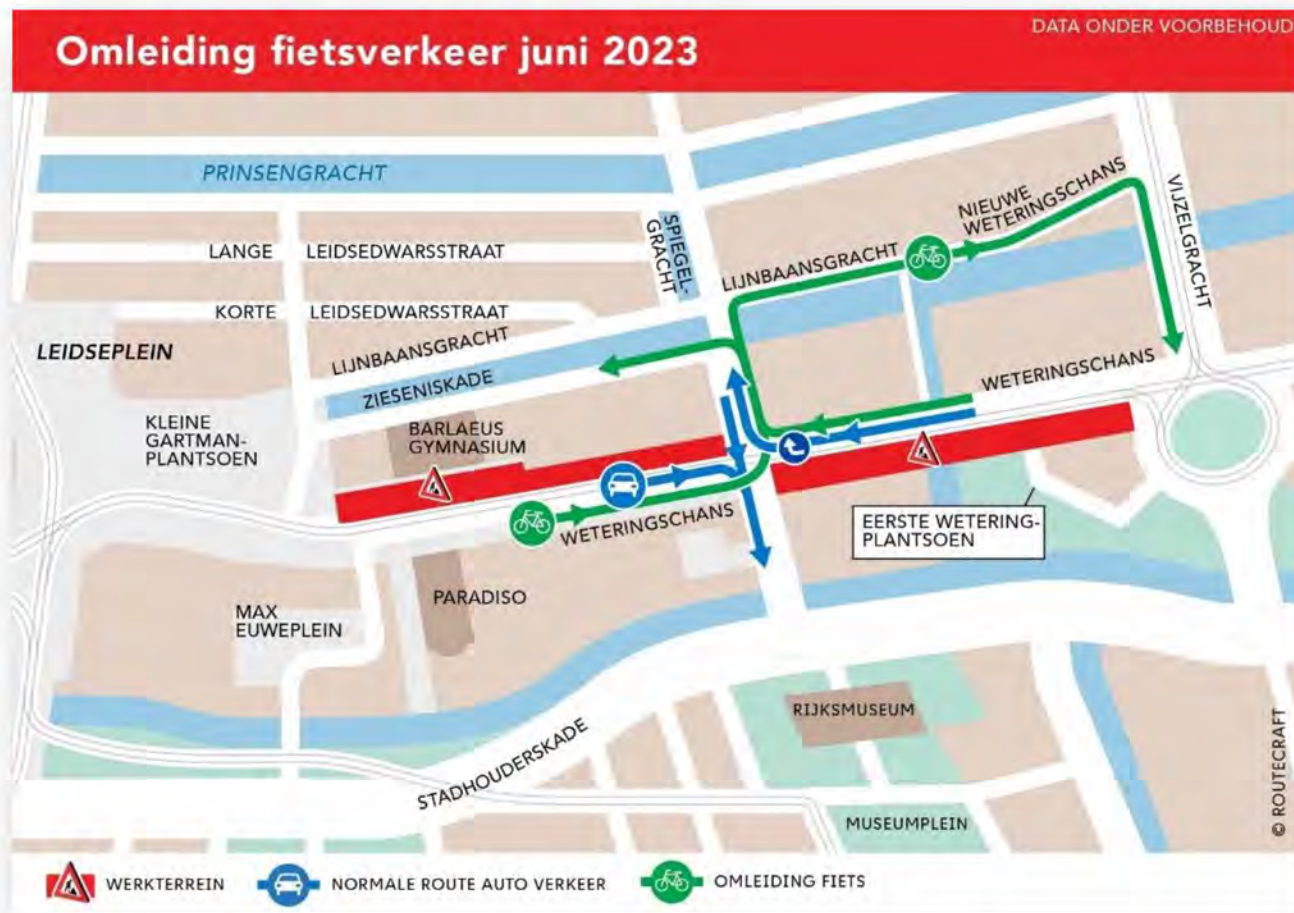 DATA ONDER VOORBEHOUD
Omleiding fietsverkeer juni 2023
PRINSENGRACHT
NIEUWE
WETERINGSCHANS
VIJZELGRACHT
SPIEGEL-
GRACHT
LANGE LEIDSEDWARSSTRAAT
LIJNBAANSGRACHT
KORTE LEIDSEDWARSSTRAAT
LIJNBAANSGRACHT
LEIDSEPLEIN
ZIESENISKADE
WETERINGSCHANS
KLEINE
GARTMAN-
PLANTSOEN
BARLAEUS
GYMNASIUM
WETERINGSCHANS
EERSTE WETERING-
PLANTSOEN
PARADISO
MAX
EUWEPLEIN
RIJKSMUSEUM
STADHOUDERSKADE
MUSEUMPLEIN
© ROUTECRAFT
WERKTERREIN
NORMALE ROUTE AUTO VERKEER
OMLEIDING FIETS